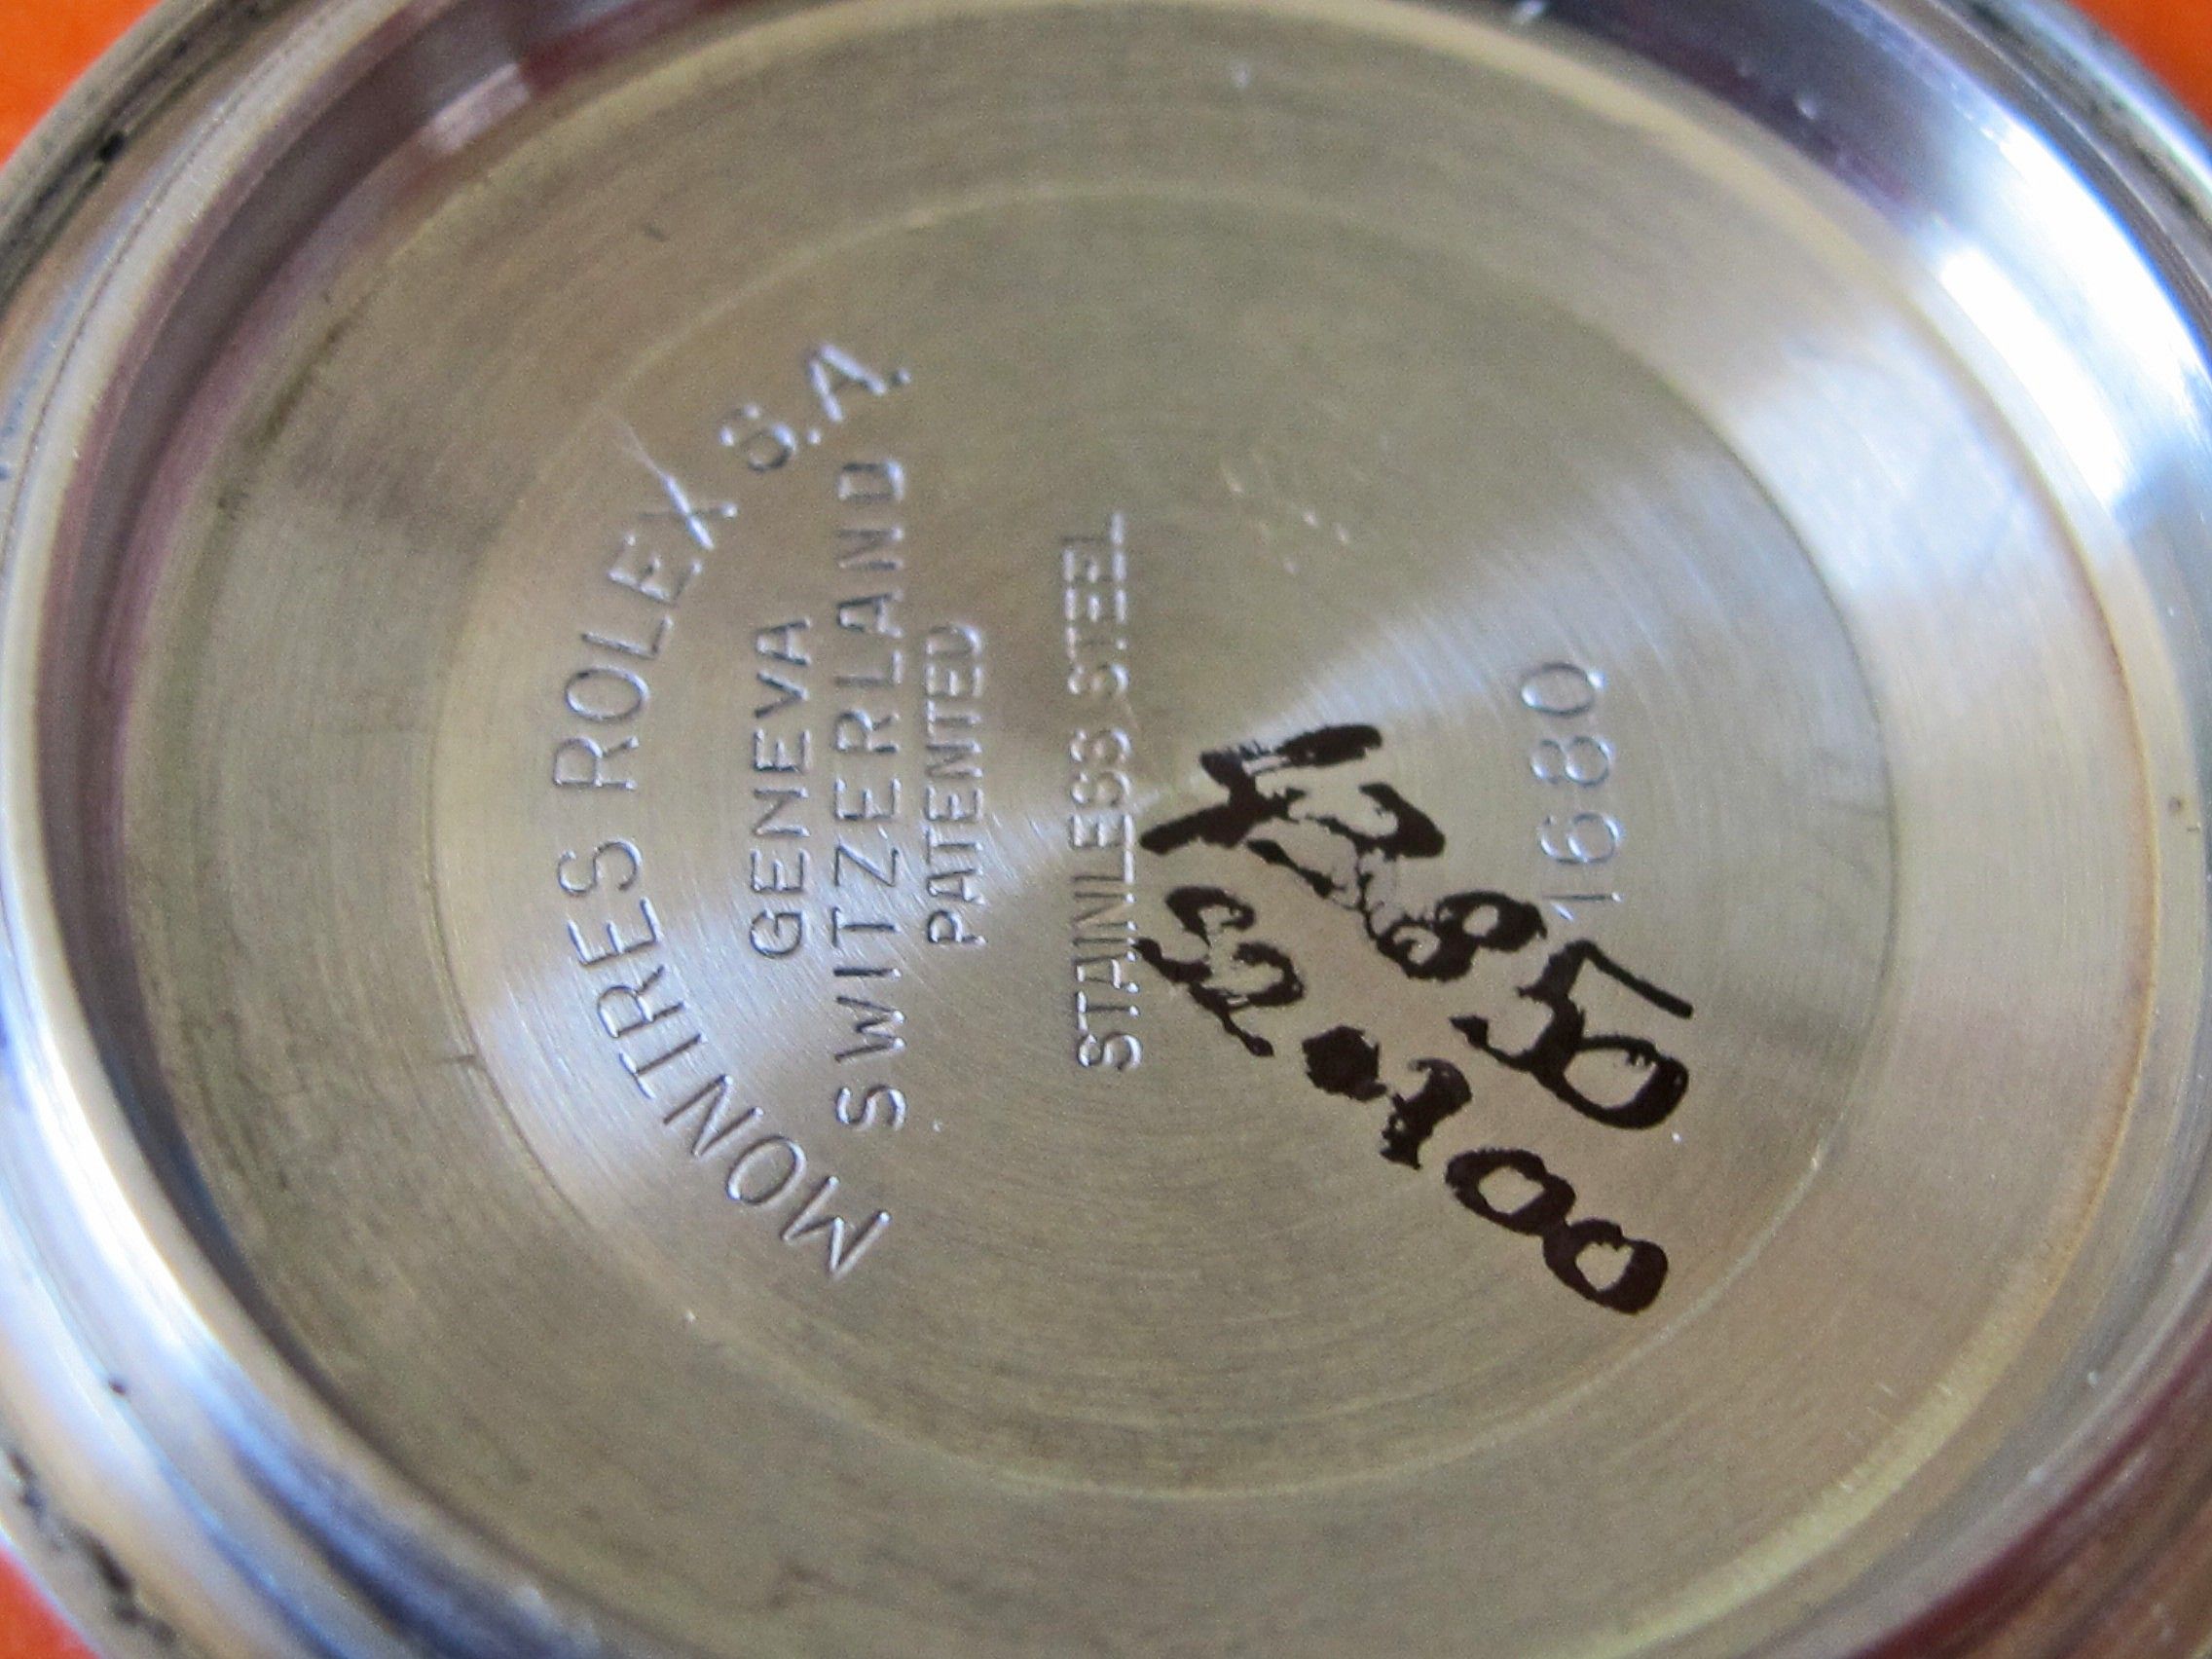 MONTRES ROLEX S.A.
GENEVA
SWITZERLAND
PATENTED
STAINLESS STEEL
1680